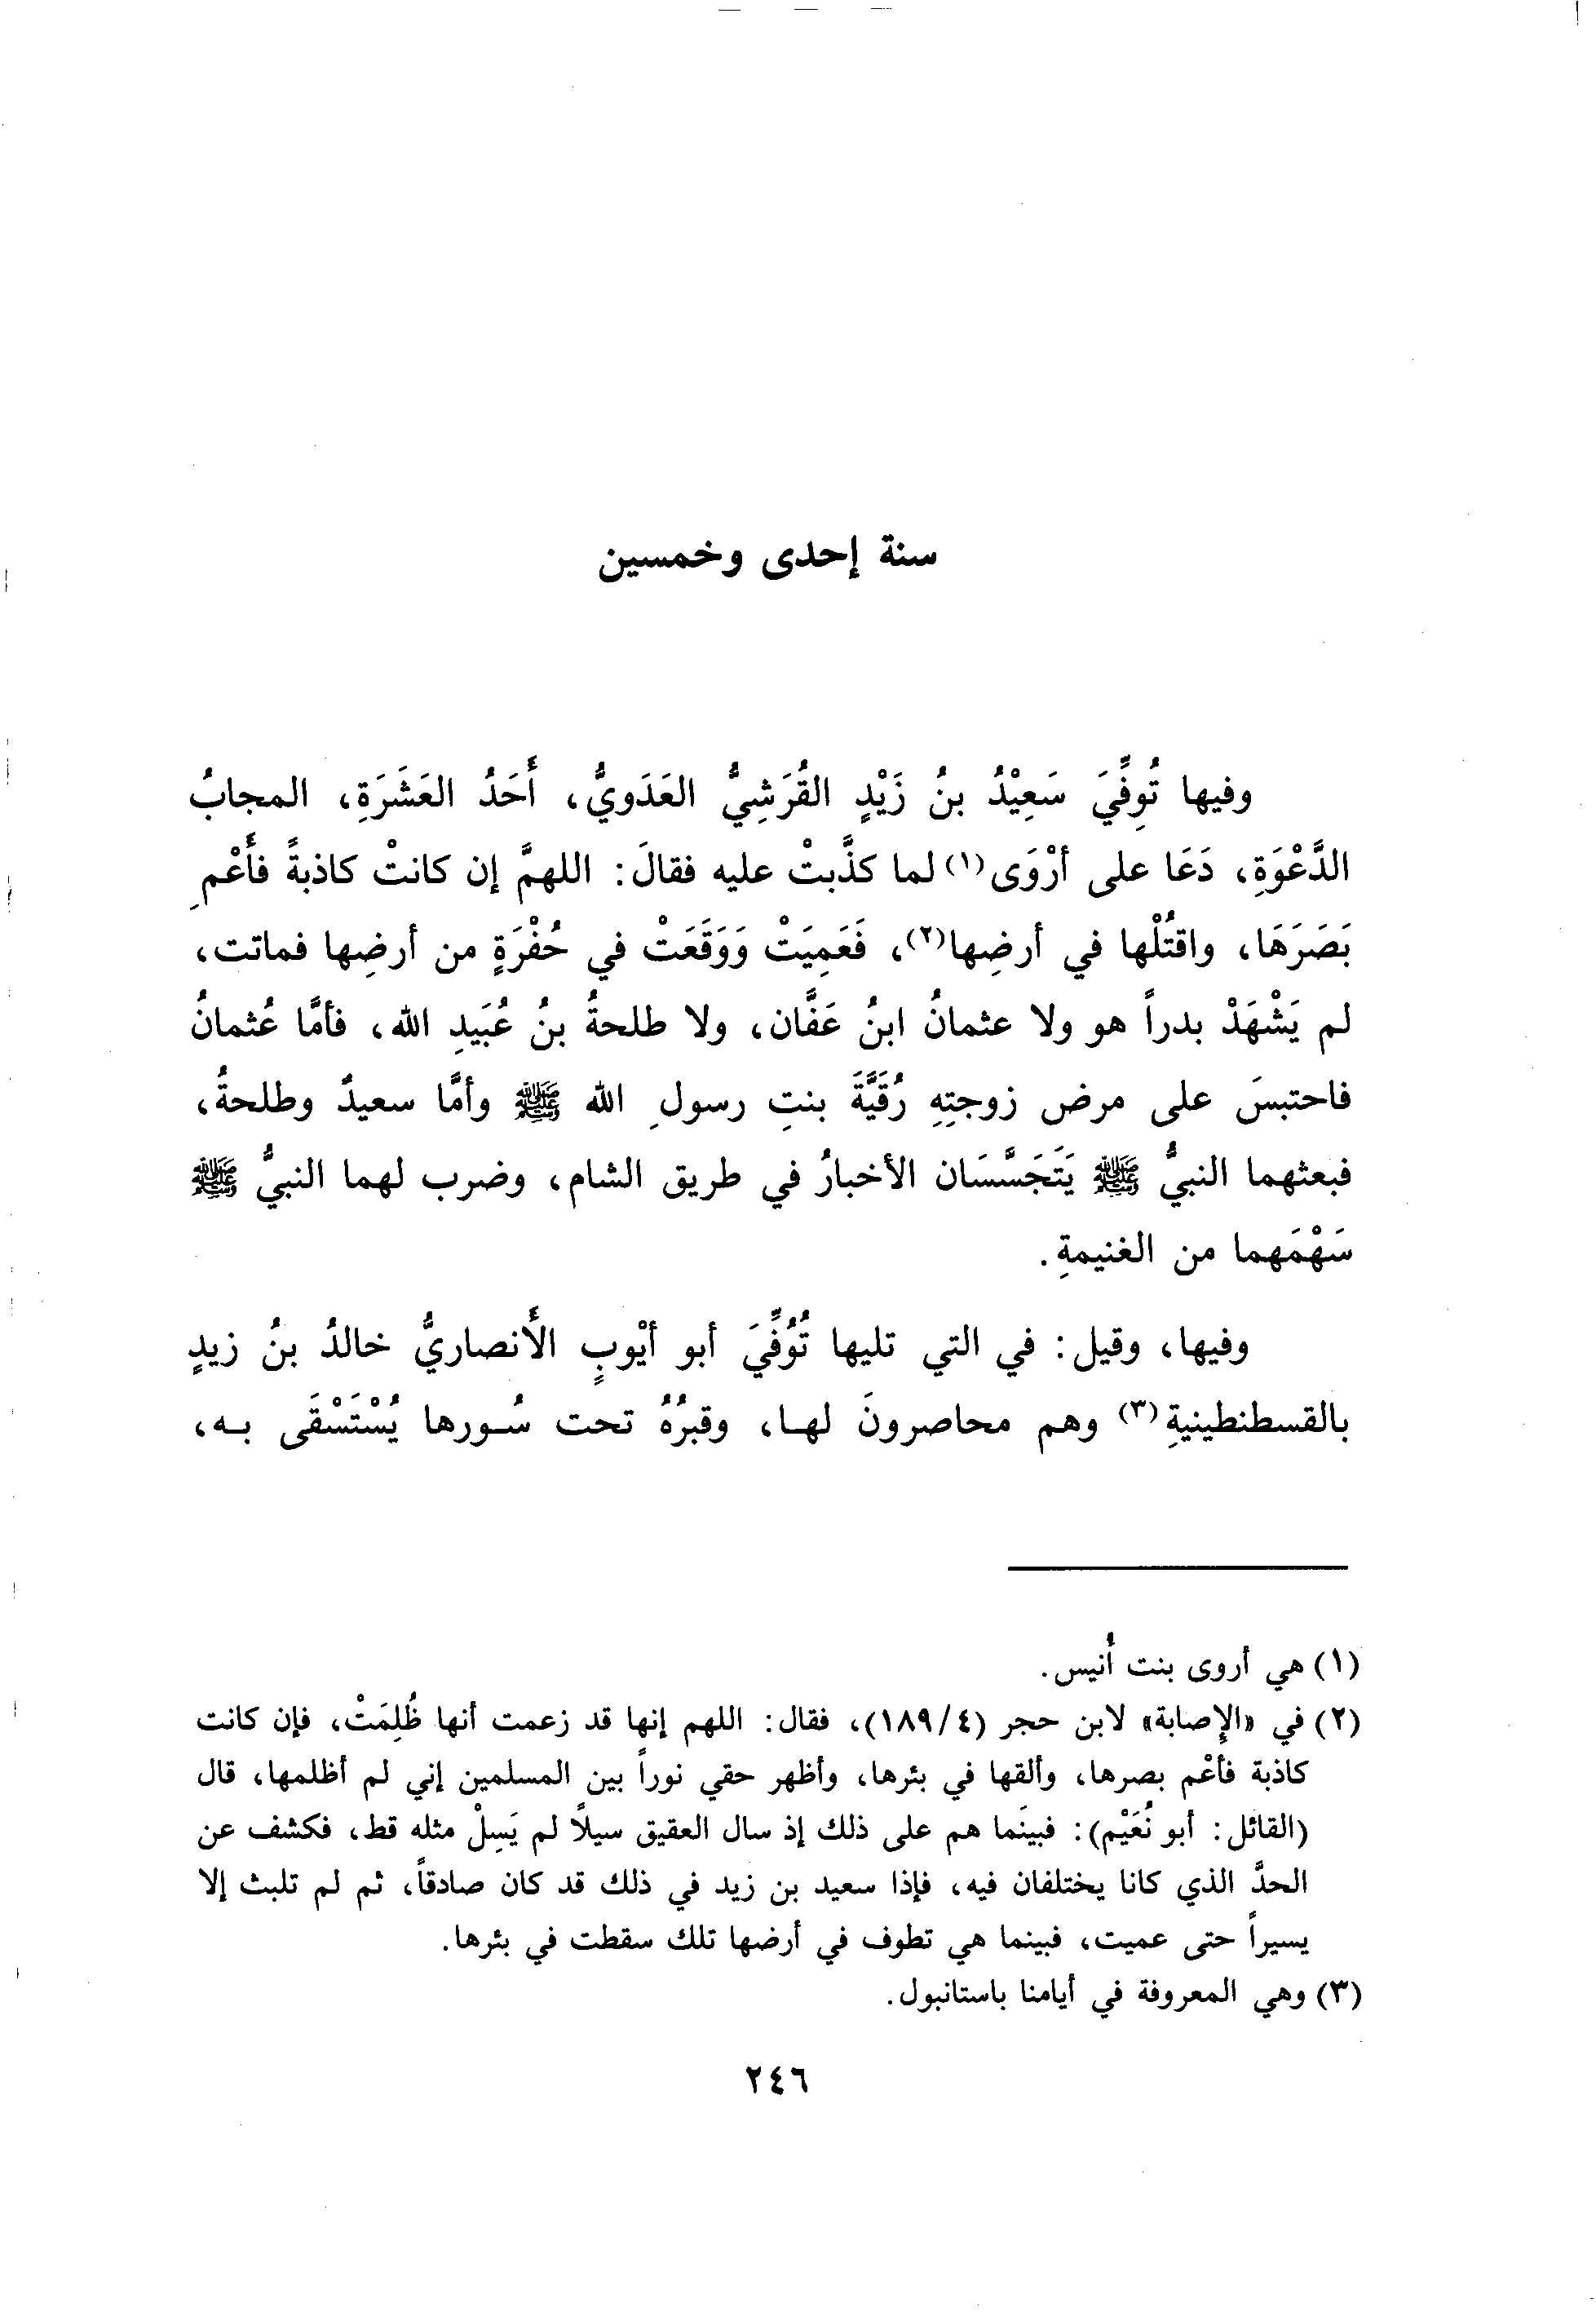 سنة إحدى وخمسين
وفيها تُوِفِّيَ سَعِيْدُ بنُ زَيْدٍ القُرَشِيُّ العَدَويُّ، أَحَدُ العَشَرَةِ، المجابُ
الدَّعْوَةِ، دَعَا على أرْوَى(١) لما كذَّبتْ عليه فقالَ: اللهمَّ إن كانتْ كاذبةً فأَعْمِ
بَصَرَهَا، واقتُلْها في أرضِها(٢)، فَعَمِيَتْ وَوَقَعَتْ في حُفْرَةٍ من أرضِها فماتت،
لم يَشْهَدْ بدراً هو ولا عثمانُ ابنُ عَفَّان، ولا طلحةُ بنُ عُبَيدِ الله، فأمَّا عُثمانُ
فاحتبسَ على مرض زوجتِهِ رُقَيَّةَ بنتِ رسولِ الله ﷺ وأمَّا سعيدٌ وطلحةُ،
فبعثهما النبيُّ ﷺ يَتَجَسَّسَان الأخبارُ في طريق الشام، وضرب لهما النبيُّ ﷺ
سَهْمَهما من الغنيمةِ.
وفيها، وقيل: في التي تليها تُوُفِّيَ أبو أيْوبٍ الأَنصاريُّ خالدُ بنُ زيدٍ
بالقسطنطينيةِ(٣) وهم محاصرونَ لهـا، وقبرُهُ تحت سُـورها يُسْتَسْقَى بـه،
(١) هي أروى بنت أُنيس.
(٢) في «الإِصابة» لابن حجر (٤/١٨٩)، فقال: اللهم إنها قد زعمت أنها ظُلِمَتْ، فإن كانت
كاذبة فأعْم بصرها، وألقها في بئرها، وأظهر حقي نوراً بين المسلمين إني لم أظلمها، قال
(القائل: أبو نُعَيْم): فبينَما هم على ذلك إذ سال العقيق سيلاً لم يَسِلْ مثله قط، فكشف عن
الحدَّ الذي كانا يختلفان فيه، فإذا سعيد بن زيد في ذلك قد كان صادقاً، ثم لم تلبث إلا
يسيراً حتى عميت، فبينما هي تطوف في أرضها تلك سقطت في بئرها.
(٣) وهي المعروفة في أيامنا باستانبول.
٢٤٦